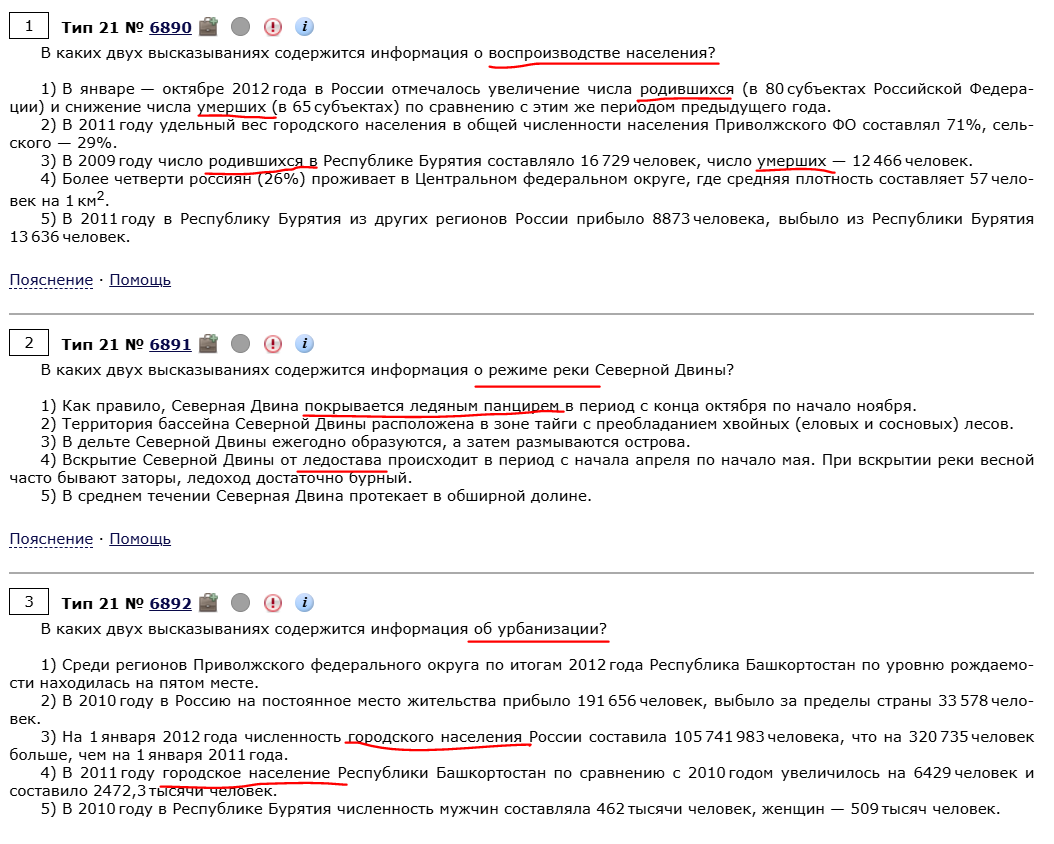 1 Тип 21 № 6890 i
В каких двух высказываниях содержится информация о воспроизводстве населения?
1) В январе — октябре 2012 года в России отмечалось увеличение числа родившихся (в 80 субъектах Российской Федера-
ции) и снижение числа умерших (в 65 субъектах) по сравнению с этим же периодом предыдущего года.
2) В 2011 году удельный вес городского населения в общей численности населения Приволжского ФО составлял 71%, сель-
ского — 29%.
3) В 2009 году число родившихся в Республике Бурятия составляло 16 729 человек, число умерших — 12 466 человек.
4) Более четверти россиян (26%) проживает в Центральном федеральном округе, где средняя плотность составляет 57 чело-
век на 1 км².
5) В 2011 году в Республику Бурятия из других регионов России прибыло 8873 человека, выбыло из Республики Бурятия
13 636 человек.
Пояснение · Помощь
2 Тип 21 № 6891 i
В каких двух высказываниях содержится информация о режиме реки Северной Двины?
1) Как правило, Северная Двина покрывается ледяным панцирем в период с конца октября по начало ноября.
2) Территория бассейна Северной Двины расположена в зоне тайги с преобладанием хвойных (еловых и сосновых) лесов.
3) В дельте Северной Двины ежегодно образуются, а затем размываются острова.
4) Вскрытие Северной Двины от ледостава происходит в период с начала апреля по начало мая. При вскрытии реки весной
часто бывают заторы, ледоход достаточно бурный.
5) В среднем течении Северная Двина протекает в обширной долине.
Пояснение · Помощь
3 Тип 21 № 6892 i
В каких двух высказываниях содержится информация об урбанизации?
1) Среди регионов Приволжского федерального округа по итогам 2012 года Республика Башкортостан по уровню рождаемо-
сти находилась на пятом месте.
2) В 2010 году в Россию на постоянное место жительства прибыло 191 656 человек, выбыло за пределы страны 33 578 чело-
век.
3) На 1 января 2012 года численность городского населения России составила 105 741 983 человека, что на 320 735 человек
больше, чем на 1 января 2011 года.
4) В 2011 году городское население Республики Башкортостан по сравнению с 2010 годом увеличилось на 6429 человек и
составило 2472,3 тысячи человек.
5) В 2010 году в Республике Бурятия численность мужчин составляла 462 тысячи человек, женщин — 509 тысяч человек.